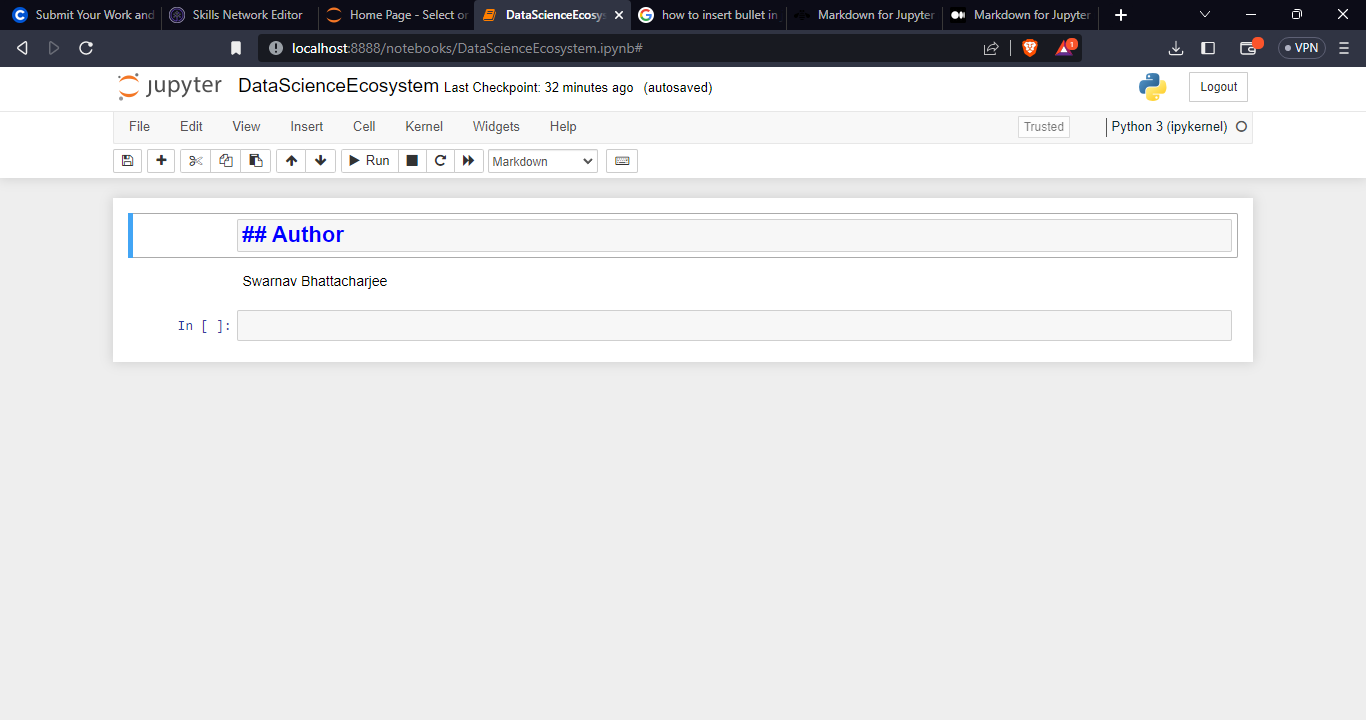 Submit Your Work and
Skills Network Editor
Home Page - Select or
DataScienceEcosys
how to insert bullet in
Markdown for Jupyter
Markdown for Jupyter
localhost:8888/notebooks/DataScienceEcosystem.ipynb#
1
VPN
jupyter DataScienceEcosystem Last Checkpoint: 32 minutes ago (autosaved)
Logout
File Edit View Insert Cell Kernel Widgets Help
Trusted
Python 3 (ipykernel)
Run
Markdown
## Author
Swarnav Bhattacharjee
In [ ]: